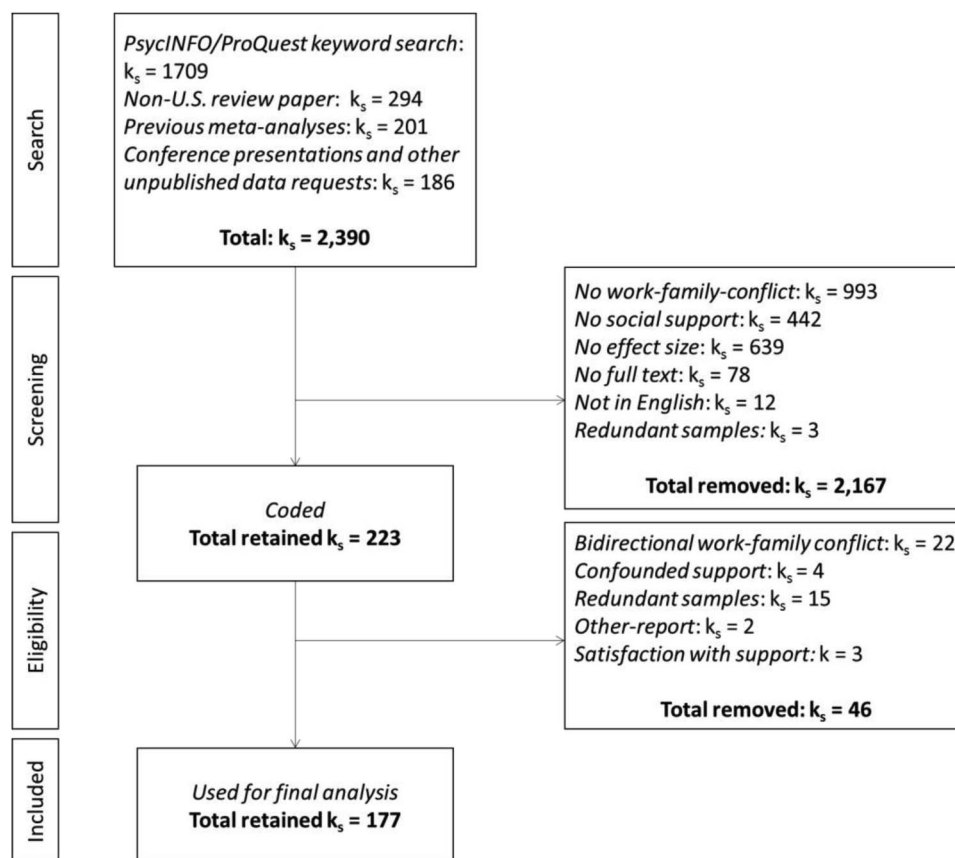 Search
PsycINFO/ProQuest keyword search:
kₛ = 1709
Non-U.S. review paper: kₛ = 294
Previous meta-analyses: kₛ = 201
Conference presentations and other
unpublished data requests: kₛ = 186
Total: kₛ = 2,390
Screening
No work-family-conflict: kₛ = 993
No social support: kₛ = 442
No effect size: kₛ = 639
No full text: kₛ = 78
Not in English: kₛ = 12
Redundant samples: kₛ = 3
Total removed: kₛ = 2,167
Coded
Total retained kₛ = 223
Eligibility
Bidirectional work-family conflict: kₛ = 22
Confounded support: kₛ = 4
Redundant samples: kₛ = 15
Other-report: kₛ = 2
Satisfaction with support: k = 3
Total removed: kₛ = 46
Included
Used for final analysis
Total retained kₛ = 177